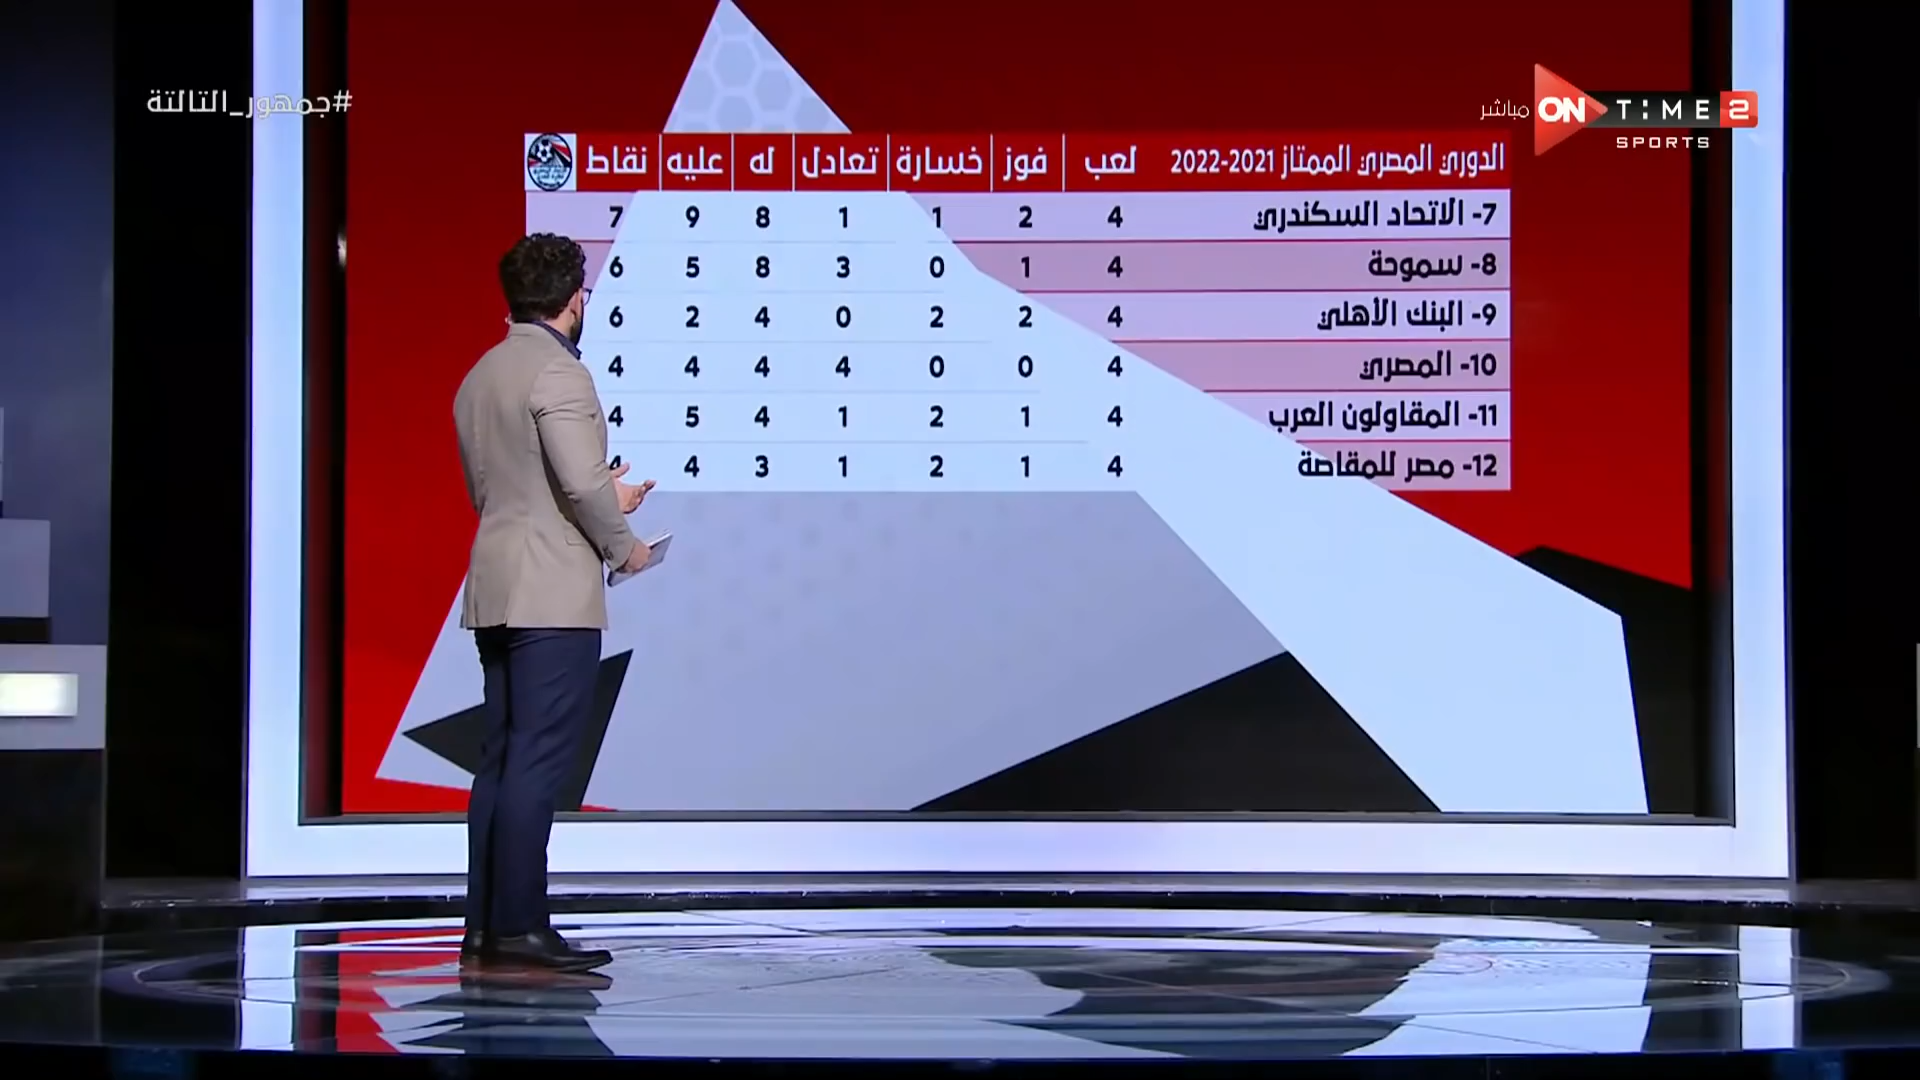 #جمهور_التالتة
مباشر ON TIME 2
SPORTS
الدوري المصري الممتاز 2021-2022 لعب فوز خسارة تعادل له عليه نقاط
7- الاتحاد السكندري 4 2 1 1 8 9 7
8- سموحة 4 1 0 3 8 5 6
9- البنك الأهلي 4 2 2 0 4 2 6
10- المصري 4 0 0 4 4 4 4
11- المقاولون العرب 4 1 2 1 4 5 4
12- مصر للمقاصة 4 1 2 1 3 4 4